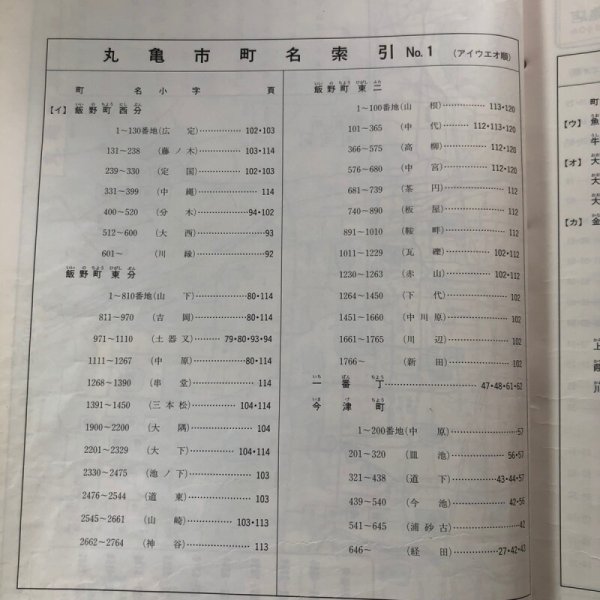 丸亀市町名索引 No.1 (アイウエオ順)
町名小字 頁
【イ】飯野町西分
1~130番地(広定)…………102・103
131~238 (藤ノ木)…………103・114
239~330 (定国)…………102・103
331~399 (中縄)…………114
400~520 (分木)…………94・102
512~600 (大西)…………93
601~ (川縁)…………92
飯野町東分
1~810番地(山下)…………80・114
811~970 (吉岡)…………80・114
971~1110 (土器又)…………79・80・93・94
1111~1267 (中原)…………80・114
1268~1390 (串堂)…………114
1391~1450 (三本松)…………104・114
1900~2200 (大隅)…………104
2201~2329 (大下)…………104・114
2330~2475 (池ノ下)…………103
2476~2544 (道東)…………103
2545~2661 (山崎)…………103・113
2662~2764 (神谷)…………113
飯野町東二
1~100番地(山根)…………113・120
101~365 (中代)…………112・113・120
366~575 (高柳)…………112・120
576~680 (中宮)…………112・120
681~739 (茶円)…………112
740~890 (板屋)…………112
891~1010 (鞍畔)…………112
1011~1229 (瓦礫)…………102・112
1230~1263 (赤山)…………102・112
1264~1450 (下代)…………102
1451~1660 (中川原)…………102
1661~1765 (川辺)…………102
1766~ (新田)…………102
一番丁…………47・48・61・62
今津町
1~200番地(中原)…………57
201~320 (皿池)…………56・57
321~438 (道下)…………43・44・57
439~540 (今池)…………42・56
541~645 (浦砂古)…………42
646~ (経田)…………27・42・43
町
【ウ】魚
牛
【オ】大
大
大
【カ】金
上
霞
川